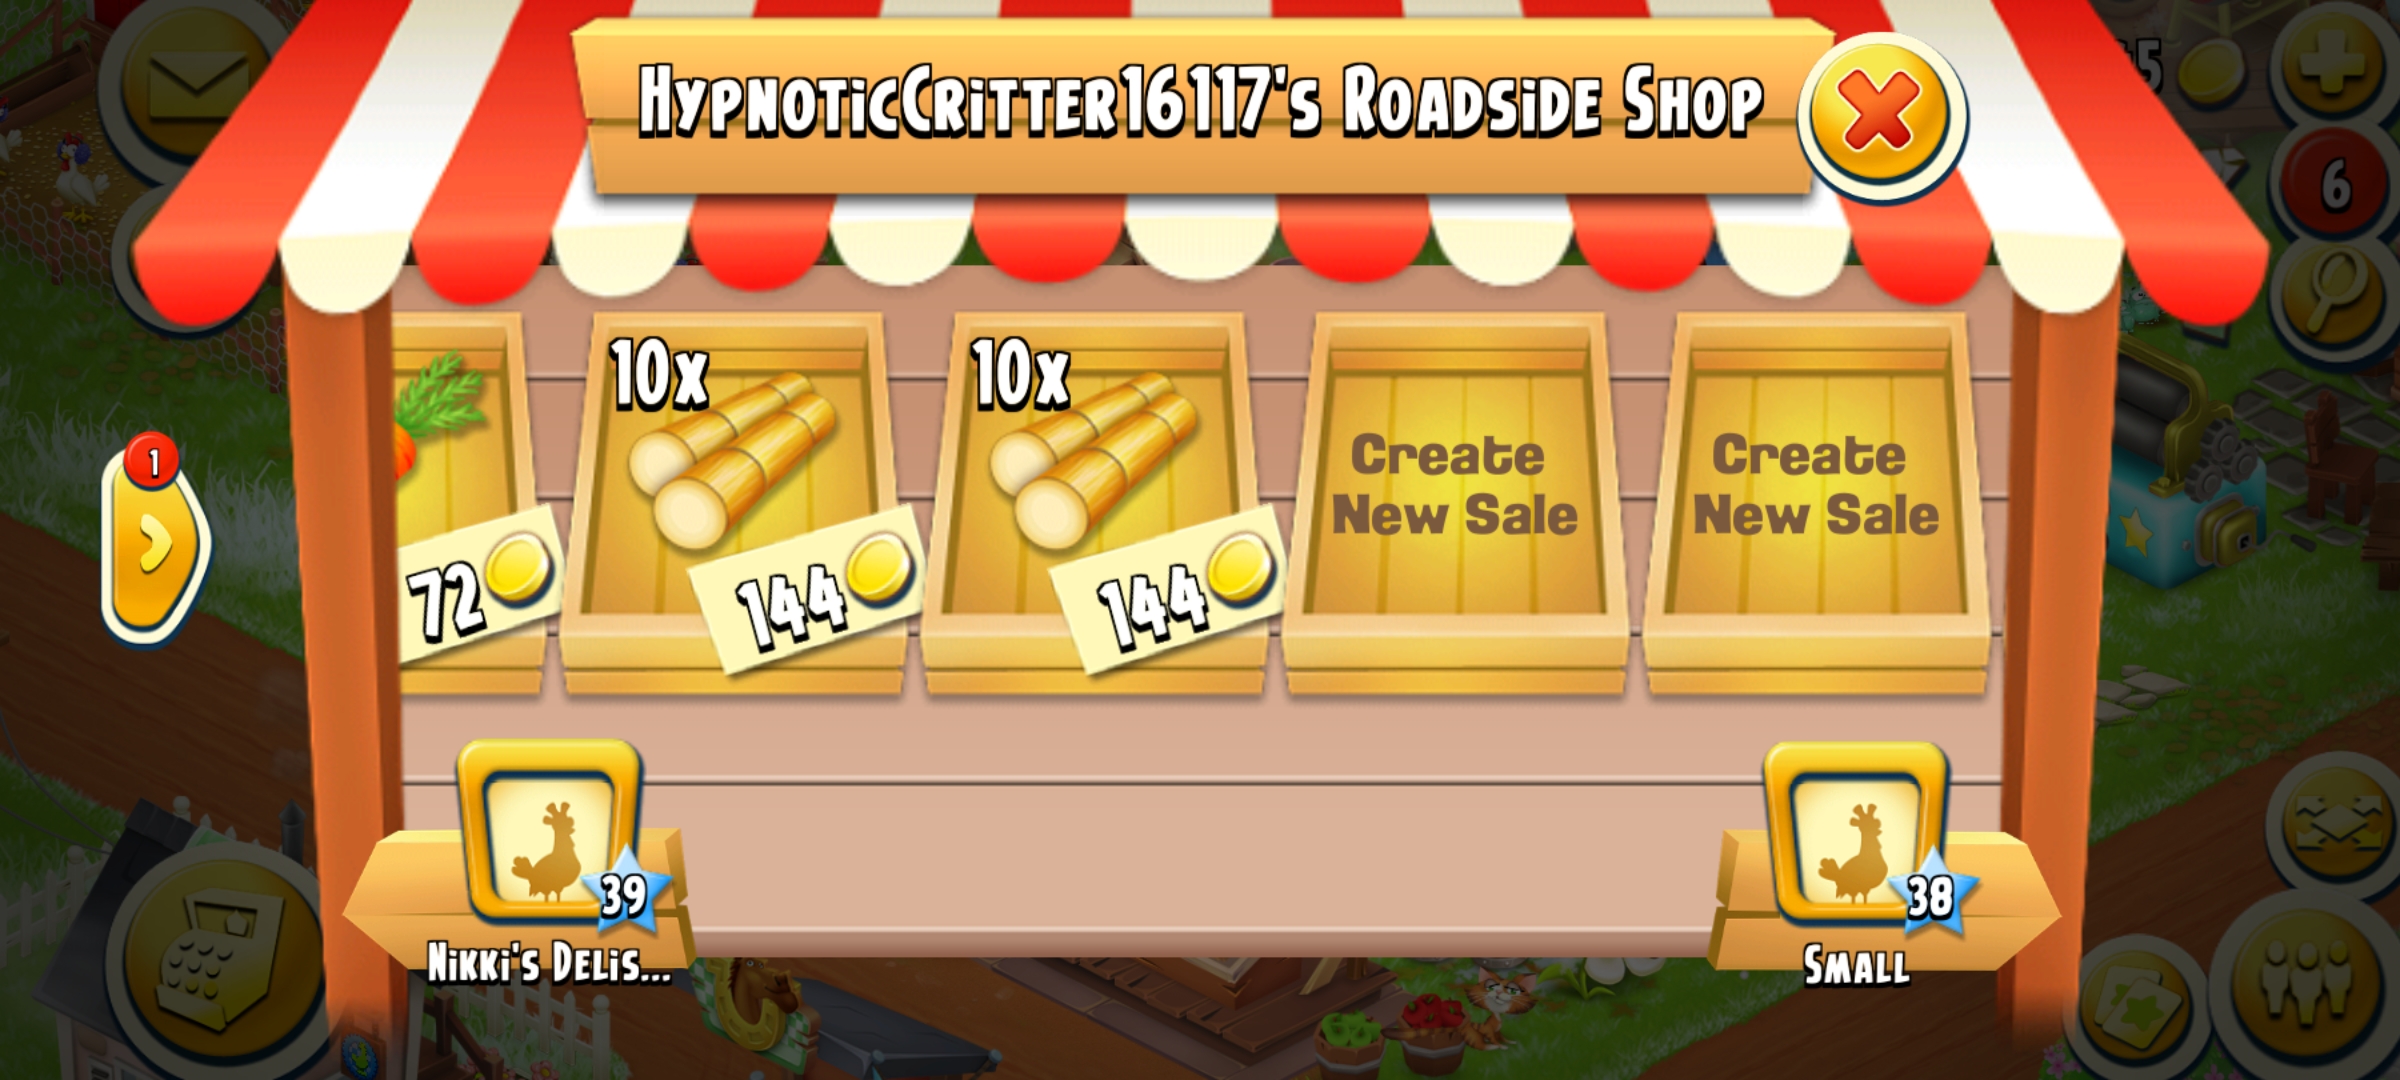 HypnoticCritter16117's Roadside Shop
6
1
10x
10x
Create
New Sale
Create
New Sale
72
144
144
39
38
Nikki's Delis...
Small